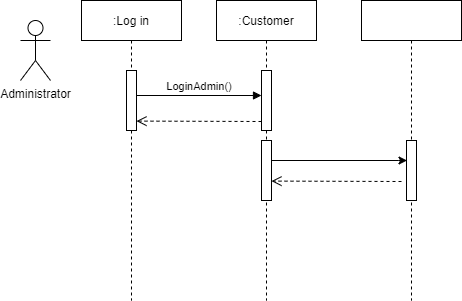 :Log in
:Customer
Administrator
LoginAdmin()